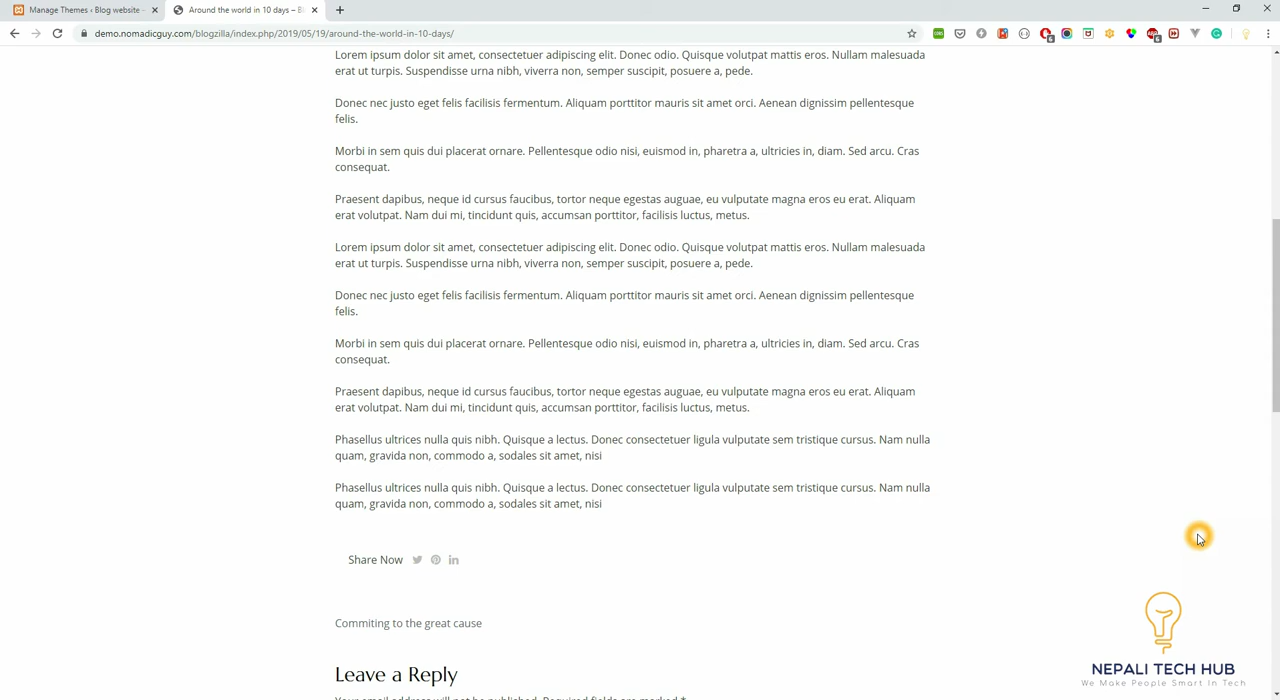 Manage Themes ‹ Blog website -
Around the world in 10 days – Bl
demo.nomadicguy.com/blogzilla/index.php/2019/05/19/around-the-world-in-10-days/
Lorem ipsum dolor sit amet, consectetuer adipiscing elit. Donec odio. Quisque volutpat mattis eros. Nullam malesuada
erat ut turpis. Suspendisse urna nibh, viverra non, semper suscipit, posuere a, pede.
Donec nec justo eget felis facilisis fermentum. Aliquam porttitor mauris sit amet orci. Aenean dignissim pellentesque
felis.
Morbi in sem quis dui placerat ornare. Pellentesque odio nisi, euismod in, pharetra a, ultricies in, diam. Sed arcu. Cras
consequat.
Praesent dapibus, neque id cursus faucibus, tortor neque egestas auguae, eu vulputate magna eros eu erat. Aliquam
erat volutpat. Nam dui mi, tincidunt quis, accumsan porttitor, facilisis luctus, metus.
Lorem ipsum dolor sit amet, consectetuer adipiscing elit. Donec odio. Quisque volutpat mattis eros. Nullam malesuada
erat ut turpis. Suspendisse urna nibh, viverra non, semper suscipit, posuere a, pede.
Donec nec justo eget felis facilisis fermentum. Aliquam porttitor mauris sit amet orci. Aenean dignissim pellentesque
felis.
Morbi in sem quis dui placerat ornare. Pellentesque odio nisi, euismod in, pharetra a, ultricies in, diam. Sed arcu. Cras
consequat.
Praesent dapibus, neque id cursus faucibus, tortor neque egestas auguae, eu vulputate magna eros eu erat. Aliquam
erat volutpat. Nam dui mi, tincidunt quis, accumsan porttitor, facilisis luctus, metus.
Phasellus ultrices nulla quis nibh. Quisque a lectus. Donec consectetuer ligula vulputate sem tristique cursus. Nam nulla
quam, gravida non, commodo a, sodales sit amet, nisi
Phasellus ultrices nulla quis nibh. Quisque a lectus. Donec consectetuer ligula vulputate sem tristique cursus. Nam nulla
quam, gravida non, commodo a, sodales sit amet, nisi
Share Now
Commiting to the great cause
Leave a Reply
Your email address will not be published. Required fields are marked *
NEPALI TECH HUB
We Make People Smart In Tech